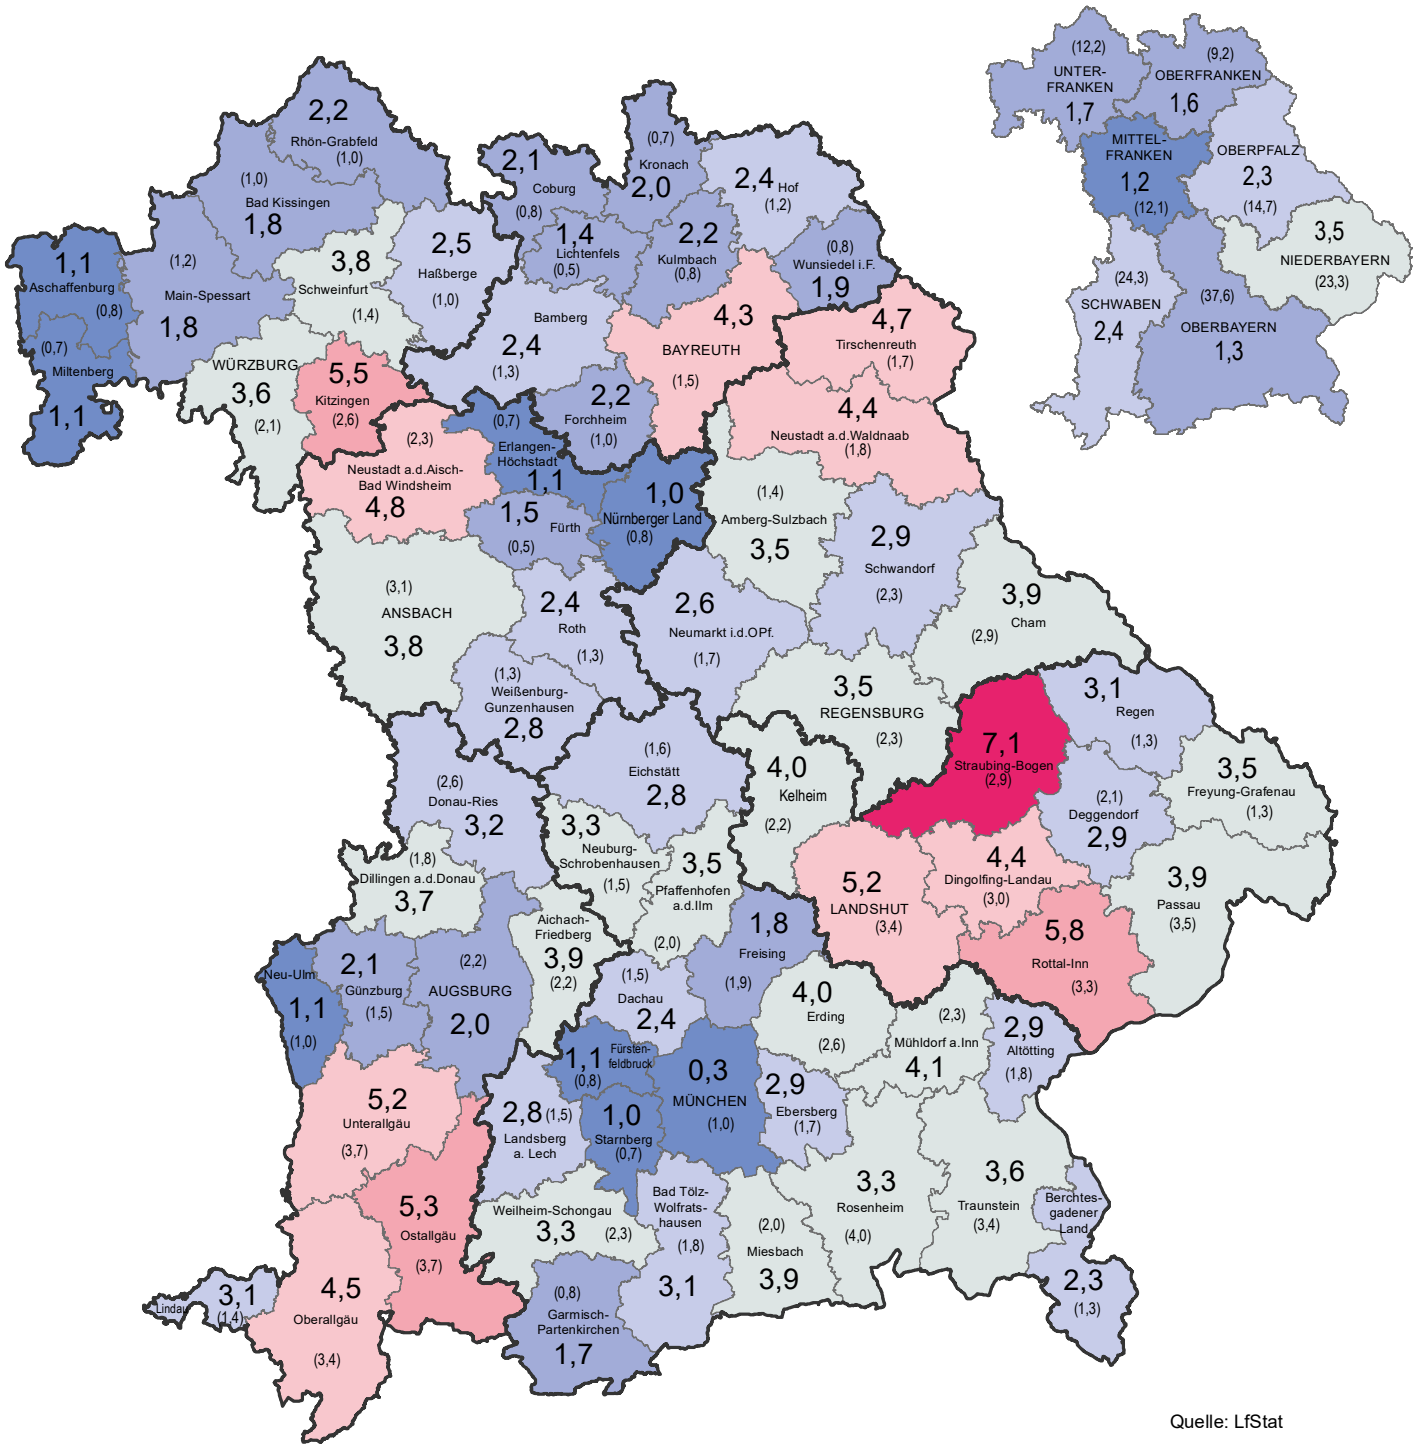 2,2
Rhön-Grabfeld
(1,0)
(1,0)
Bad Kissingen
1,8
2,1
Coburg
(0,8)
(0,7)
Kronach
2,0
2,4 Hof
(1,2)
1,1
Aschaffenburg
(0,8)
(1,2)
Main-Spessart
1,8
3,8
Schweinfurt
(1,4)
2,5
Haßberge
(1,0)
1,4
Lichtenfels
(0,5)
2,2
Kulmbach
(0,8)
(0,8)
Wunsiedel i.F.
1,9
(0,7)
Miltenberg
1,1
WÜRZBURG
3,6
(2,1)
5,5
Kitzingen
(2,6)
Bamberg
2,4
(1,3)
4,3
BAYREUTH
(1,5)
4,7
Tirschenreuth
(1,7)
2,2
Forchheim
(1,0)
4,4
Neustadt a.d.Waldnaab
(1,8)
(2,3)
Neustadt a.d.Aisch-
Bad Windsheim
4,8
(0,7)
Erlangen-
Höchstadt
1,1
1,5
Fürth
(0,5)
1,0
Nürnberger Land
(0,8)
(1,4)
Amberg-Sulzbach
3,5
2,9
Schwandorf
(2,3)
(3,1)
ANSBACH
3,8
2,4
Roth
(1,3)
2,6
Neumarkt i.d.OPf.
(1,7)
3,9
Cham
(2,9)
(1,3)
Weißenburg-
Gunzenhausen
2,8
3,5
REGENSBURG
(2,3)
7,1
Straubing-Bogen
(2,9)
3,1
Regen
(1,3)
(2,6)
Donau-Ries
3,2
(1,6)
Eichstätt
2,8
4,0
Kelheim
(2,2)
(2,1)
Deggendorf
2,9
3,5
Freyung-Grafenau
(1,3)
(1,8)
Dillingen a.d.Donau
3,7
3,3
Neuburg-
Schrobenhausen
(1,5)
3,5
Pfaffenhofen
a.d.Ilm
(2,0)
5,2
LANDSHUT
(3,4)
4,4
Dingolfing-Landau
(3,0)
3,9
Passau
(3,5)
Neu-Ulm
1,1
(1,0)
2,1
Günzburg
(1,5)
(2,2)
AUGSBURG
2,0
Aichach-
Friedberg
3,9
(2,2)
(1,5)
Dachau
2,4
1,8
Freising
(1,9)
5,8
Rottal-Inn
(3,3)
4,0
Erding
(2,6)
(2,3)
Mühldorf a.Inn
4,1
2,9
Altötting
(1,8)
5,2
Unterallgäu
(3,7)
2,8 (1,5)
Landsberg
a. Lech
1,1
Fürsten-
feldbruck
(0,8)
1,0
Starnberg
(0,7)
0,3
MÜNCHEN
(1,0)
2,9
Ebersberg
(1,7)
5,3
Ostallgäu
(3,7)
Weilheim-Schongau
3,3
(2,3)
Bad Tölz-
Wolfrats-
hausen
(1,8)
3,1
(2,0)
Miesbach
3,9
3,3
Rosenheim
(4,0)
3,6
Traunstein
(3,4)
Berchtes-
gadener
Land
2,3
(1,3)
Lindau
3,1
(1,4)
4,5
Oberallgäu
(3,4)
(0,8)
Garmisch-
Partenkirchen
1,7
(12,2)
UNTER-
FRANKEN
1,7
(9,2)
OBERFRANKEN
1,6
MITTEL-
FRANKEN
1,2
(12,1)
OBERPFALZ
2,3
(14,7)
3,5
NIEDERBAYERN
(23,3)
(24,3)
SCHWABEN
2,4
(37,6)
OBERBAYERN
1,3
Quelle: LfStat